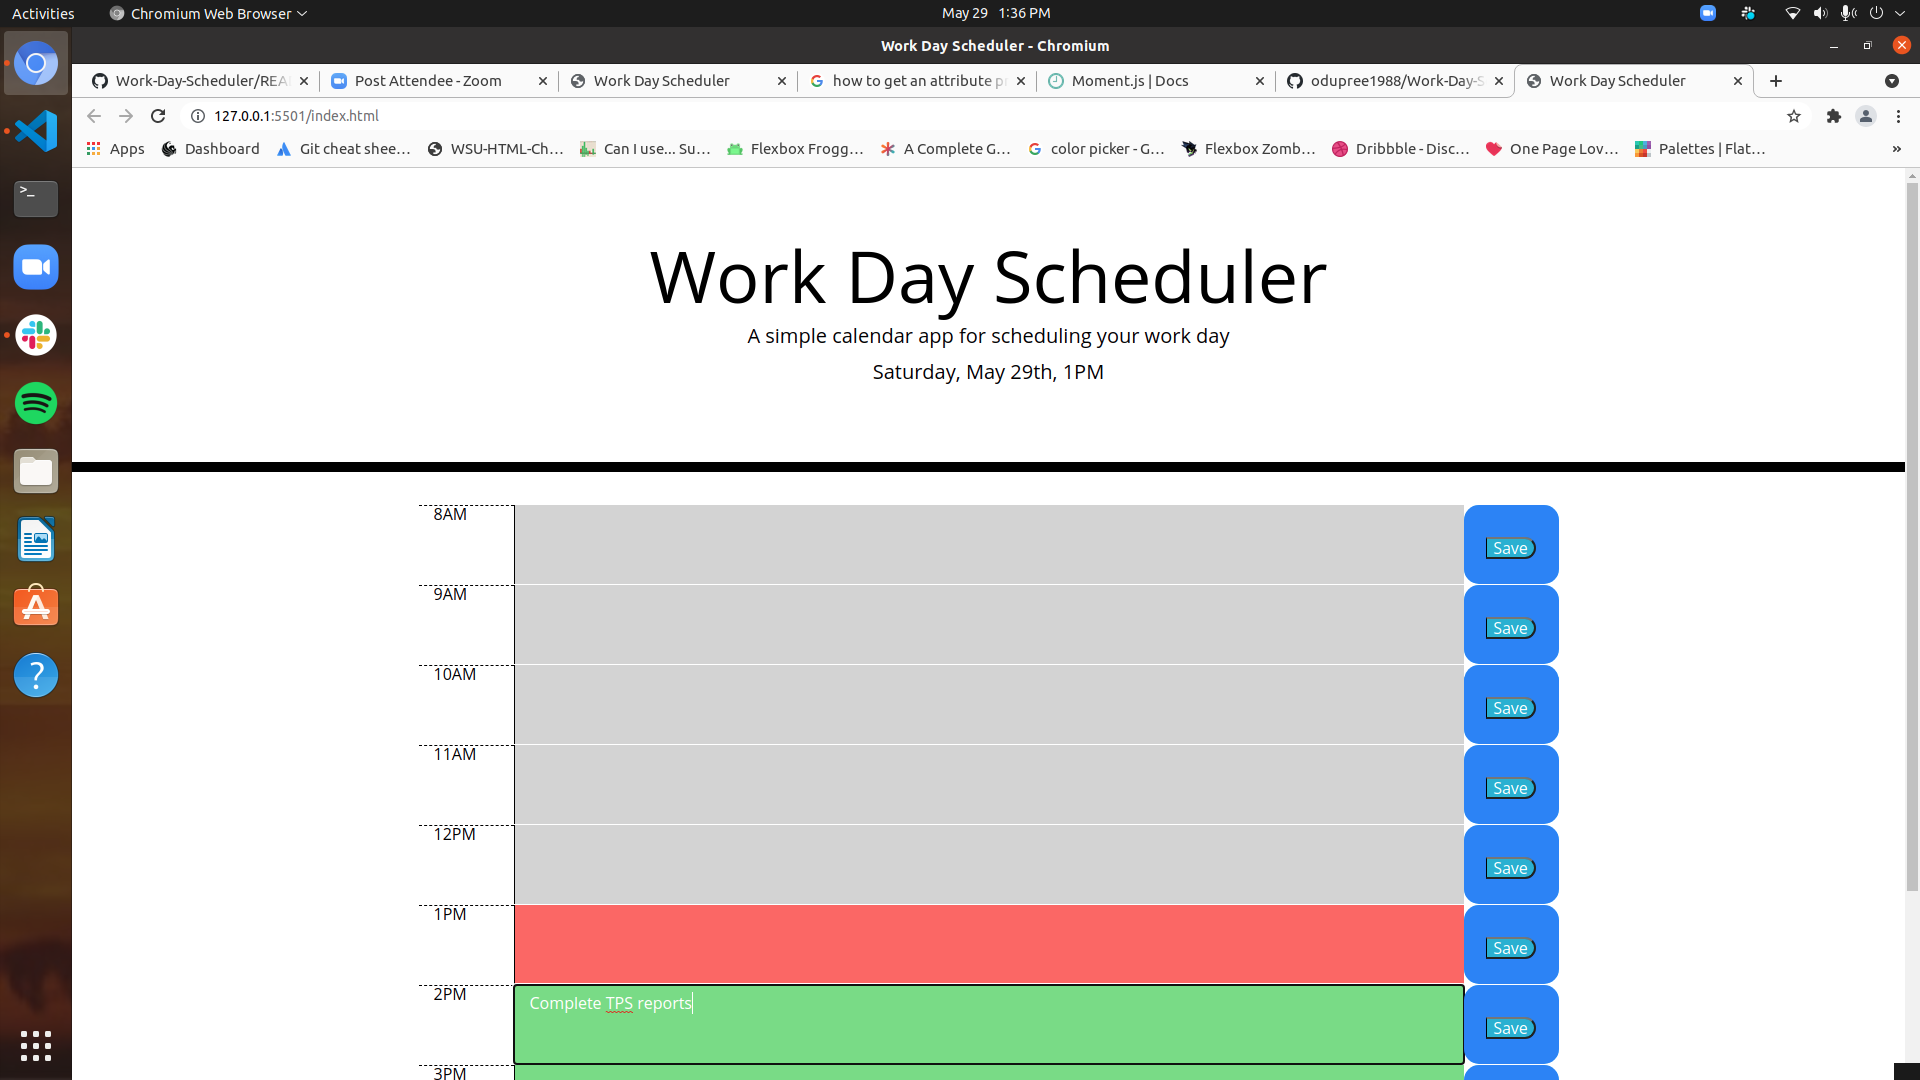 Activities
Chromium Web Browser
May 29 1:36 PM
Work Day Scheduler - Chromium
Work-Day-Scheduler/REA
Post Attendee - Zoom
Work Day Scheduler
how to get an attribute p
Moment.js | Docs
odupree1988/Work-Day-S
Work Day Scheduler
127.0.0.1:5501/index.html
Apps
Dashboard
Git cheat shee…
WSU-HTML-Ch…
Can I use... Su…
Flexbox Frogg…
A Complete G…
color picker - G…
Flexbox Zomb…
Dribbble - Disc…
One Page Lov…
Palettes | Flat…
»
Work Day Scheduler
A simple calendar app for scheduling your work day
Saturday, May 29th, 1PM
8AM
Save
9AM
Save
10AM
Save
11AM
Save
12PM
Save
1PM
Save
2PM
Complete TPS reports
Save
3PM